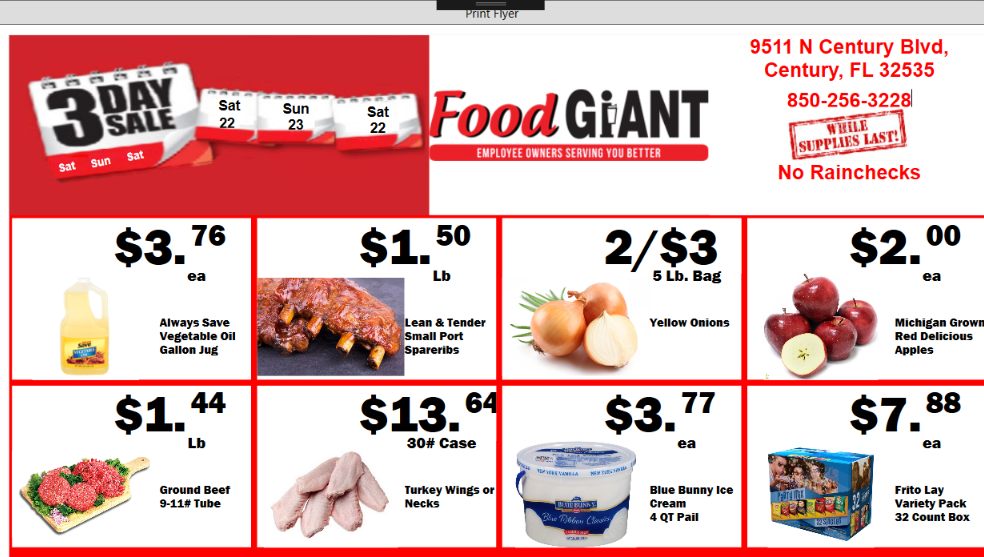 Print Flyer
3 DAY
SALE
Sat Sun Sat
Sat
22
Sun
23
Sat
22
Food GiANT
EMPLOYEE OWNERS SERVING YOU BETTER
9511 N Century Blvd,
Century, FL 32535
850-256-3228
WHILE
SUPPLIES LAST!
No Rainchecks
$3.76
ea
Always Save
Vegetable Oil
Gallon Jug
$1.50
Lb
Lean & Tender
Small Port
Spareribs
2/$3
5 Lb. Bag
Yellow Onions
$2.00
ea
Michigan Grown
Red Delicious
Apples
$1.44
Lb
Ground Beef
9-11# Tube
$13.64
30# Case
Turkey Wings or
Necks
$3.77
ea
Blue Bunny Ice
Cream
4 QT Pail
BLUE BUNNY
Blue Ribbon Classics
$7.88
ea
Frito Lay
Variety Pack
32 Count Box